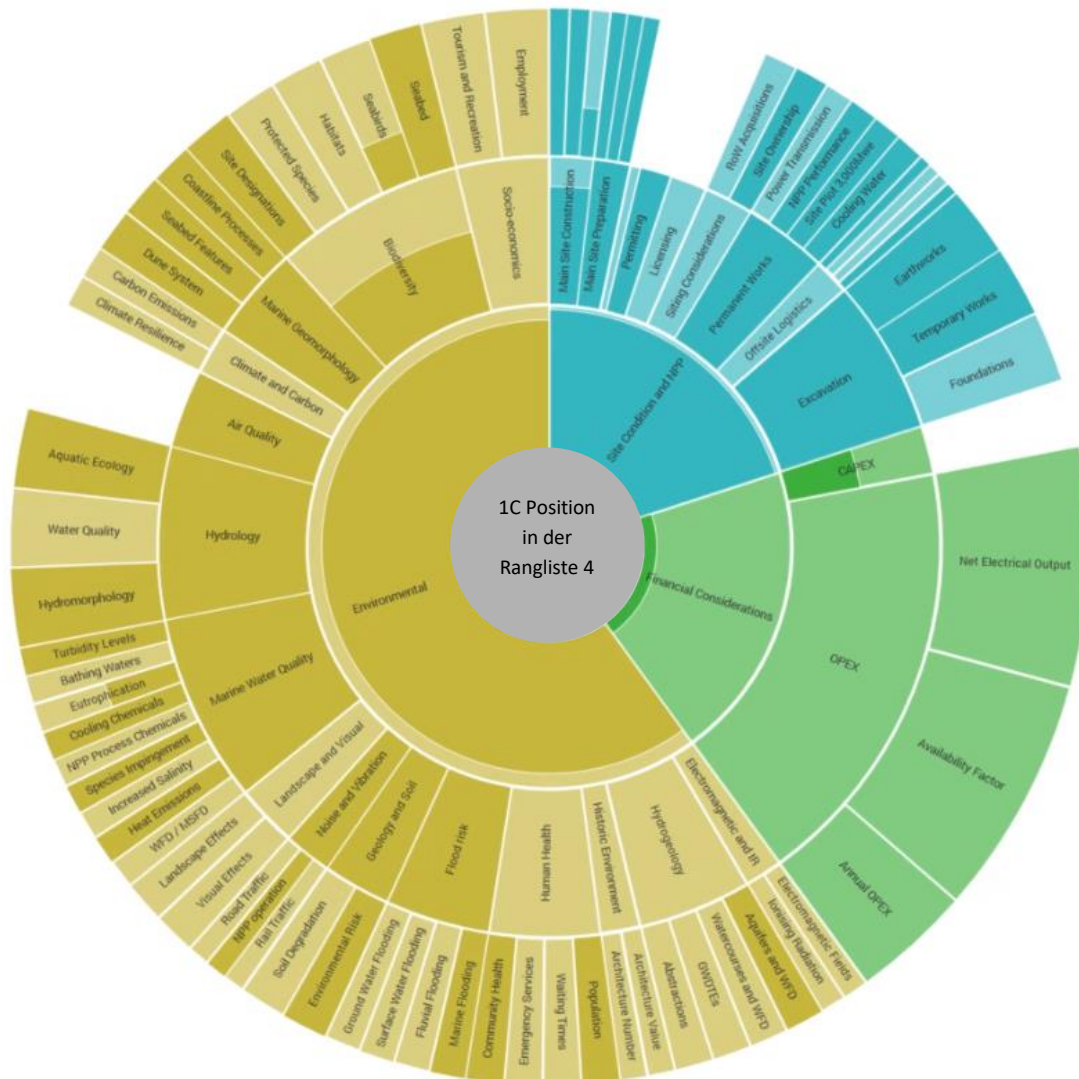 1C Position
in der
Rangliste 4
Environmental
Site Condition and NPP
Financial Considerations
Main Site Construction
Main Site Preparation
Permitting
Licensing
Siting Considerations
Permanent Works
Offsite Logistics
Excavation
RoW Acquisitions
Site Ownership
Power Transmission
NPP Performance
Site Plot 3,000Mwe
Cooling Water
Earthworks
Temporary Works
Foundations
CAPEX
OPEX
Net Electrical Output
Availability Factor
Annual OPEX
Electromagnetic and IR
Hydrogeology
Historic Environment
Human Health
Flood risk
Geology and Soil
Noise and Vibration
Landscape and Visual
Marine Water Quality
Hydrology
Air Quality
Climate and Carbon
Marine Geomorphology
Biodiversity
Socio-economics
Electromagnetic Fields
Ionising Radiation
Aquifers and WFD
Watercourses and WFD
GWDTEs
Abstractions
Architecture Value
Architecture Number
Population
Waiting Times
Emergency Services
Community Health
Marine Flooding
Fluvial Flooding
Surface Water Flooding
Ground Water Flooding
Environmental Risk
Soil Degradation
Rail Traffic
NPP operation
Road Traffic
Visual Effects
Landscape Effects
WFD / MSFD
Heat Emissions
Increased Salinity
Species Impingement
NPP Process Chemicals
Cooling Chemicals
Eutrophication
Bathing Waters
Turbidity Levels
Hydromorphology
Water Quality
Aquatic Ecology
Climate Resilience
Carbon Emissions
Dune System
Seabed Features
Coastline Processes
Site Designations
Protected Species
Habitats
Seabirds
Seabed
Tourism and Recreation
Employment